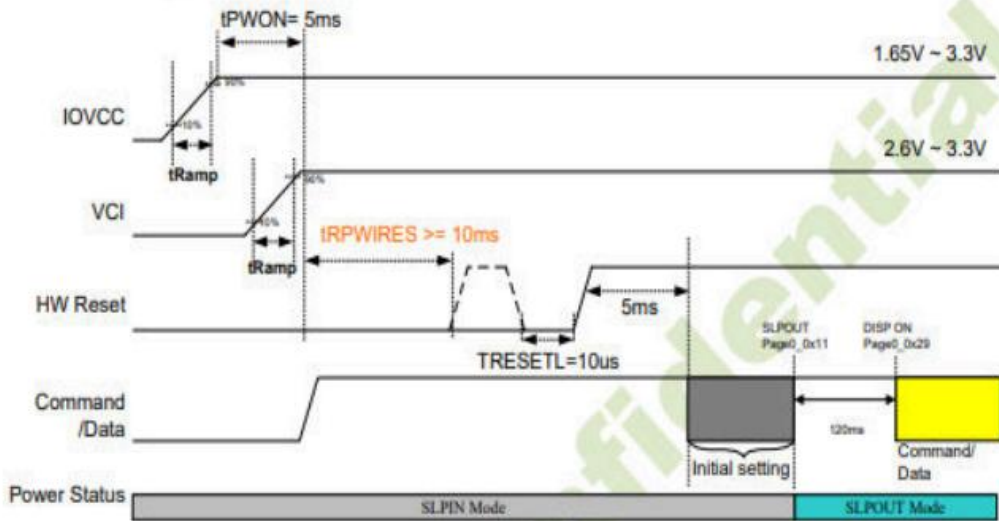 tPWON= 5ms
1.65V ~ 3.3V
90%
IOVCC
10%
tRamp
2.6V ~ 3.3V
90%
VCI
10%
tRPWIRES >= 10ms
tRamp
HW Reset
5ms
SLPOUT
Page0_0x11
DISP ON
Page0_0x29
TRESETL=10us
Command
/Data
120ms
Initial setting
Command/
Data
Power Status
SLPIN Mode
SLPOUT Mode
fidential